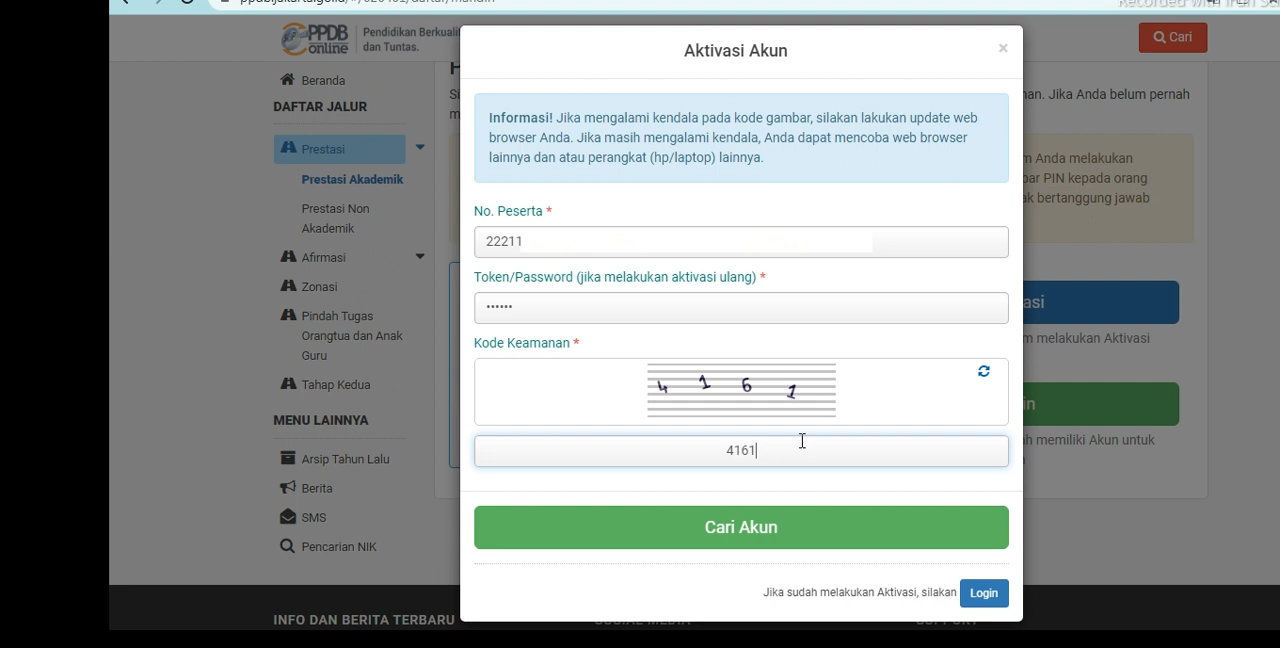 PPDB
online
Pendidikan Berkuali
dan Tuntas.
Cari
Beranda
DAFTAR JALUR
Prestasi
Prestasi Akademik
Prestasi Non
Akademik
Afirmasi
Zonasi
Pindah Tugas
Orangtua dan Anak
Guru
Tahap Kedua
MENU LAINNYA
Arsip Tahun Lalu
Berita
SMS
Pencarian NIK
INFO DAN BERITA TERBARU
Aktivasi Akun
×
Informasi! Jika mengalami kendala pada kode gambar, silakan lakukan update web
browser Anda. Jika masih mengalami kendala, Anda dapat mencoba web browser
lainnya dan atau perangkat (hp/laptop) lainnya.
No. Peserta *
22211
Token/Password (jika melakukan aktivasi ulang) *
••••••
Kode Keamanan *
4 1 6 1
4161
Cari Akun
Jika sudah melakukan Aktivasi, silakan Login
an. Jika Anda belum pernah
m Anda melakukan
bar PIN kepada orang
ak bertanggung jawab
asi
m melakukan Aktivasi
in
h memiliki Akun untuk